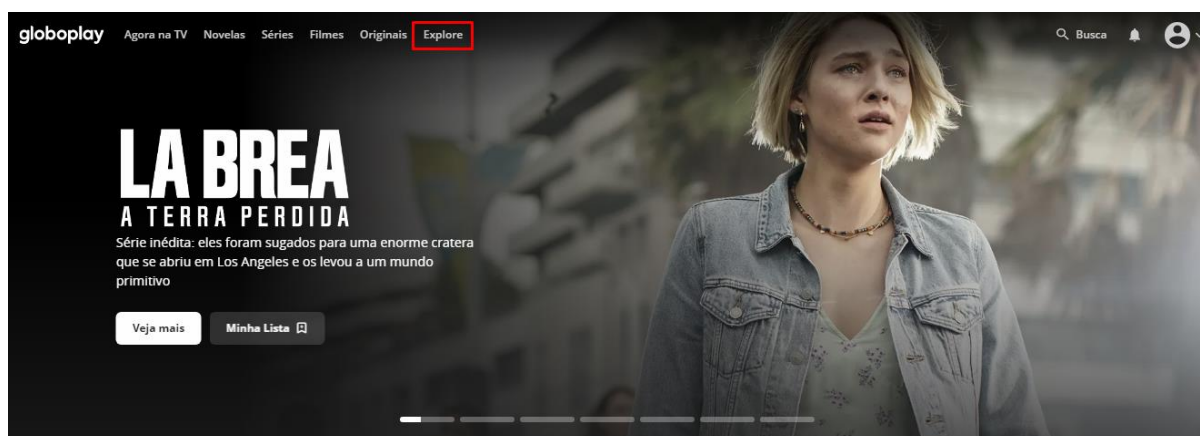 globoplay Agora na TV Novelas Séries Filmes Originais Explore Busca
LA BREA
A TERRA PERDIDA
Série inédita: eles foram sugados para uma enorme cratera
que se abriu em Los Angeles e os levou a um mundo
primitivo
Veja mais Minha Lista